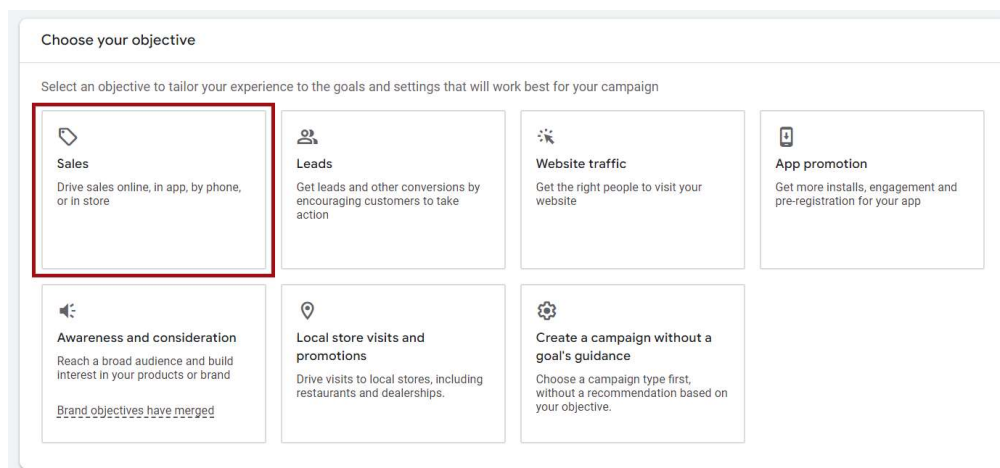 Choose your objective
Select an objective to tailor your experience to the goals and settings that will work best for your campaign
Sales
Drive sales online, in app, by phone,
or in store
Leads
Get leads and other conversions by
encouraging customers to take
action
Website traffic
Get the right people to visit your
website
App promotion
Get more installs, engagement and
pre-registration for your app
Awareness and consideration
Reach a broad audience and build
interest in your products or brand
Brand objectives have merged
Local store visits and
promotions
Drive visits to local stores, including
restaurants and dealerships.
Create a campaign without a
goal's guidance
Choose a campaign type first,
without a recommendation based on
your objective.